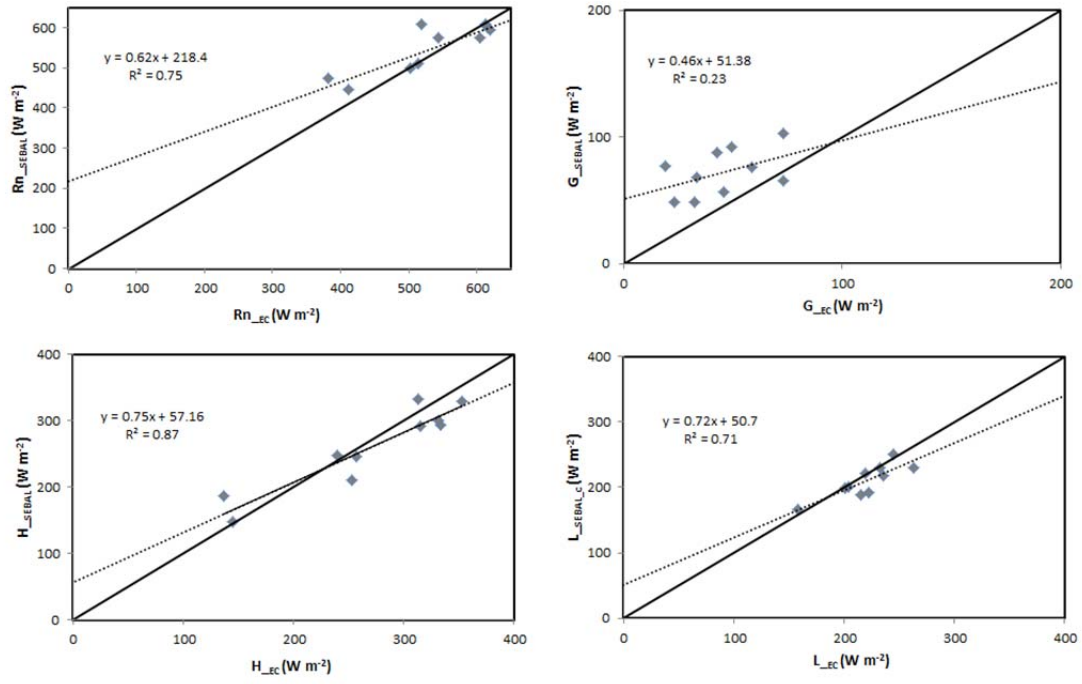 600
500
400
300
200
100
0
Rn_SEBAL (W m-2)
y = 0.62x + 218.4
R² = 0.75
0 100 200 300 400 500 600
Rn_EC (W m-2)
200
100
0
G_SEBAL (W m-2)
y = 0.46x + 51.38
R² = 0.23
0 100 200
G_EC (W m-2)
400
300
200
100
0
H_SEBAL (W m-2)
y = 0.75x + 57.16
R² = 0.87
0 100 200 300 400
H_EC (W m-2)
400
300
200
100
0
L_SEBAL_c (W m-2)
y = 0.72x + 50.7
R² = 0.71
0 100 200 300 400
L_EC (W m-2)